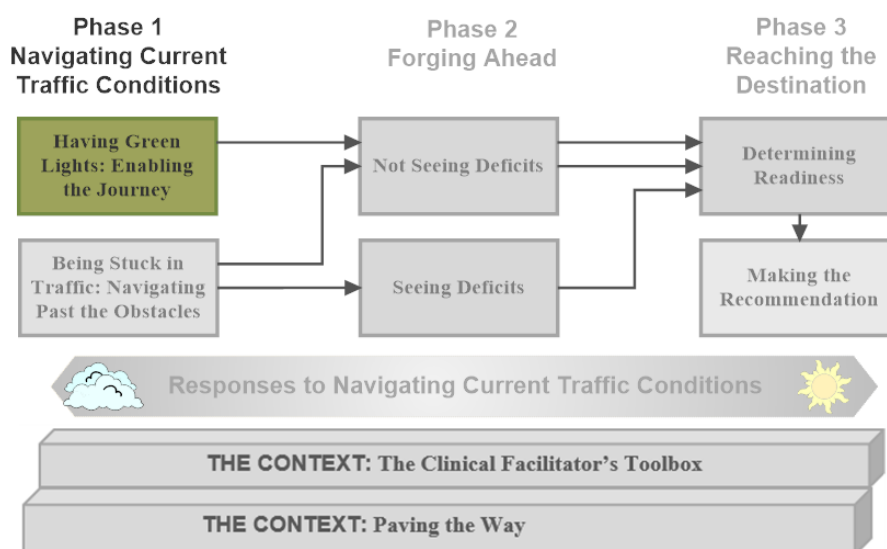 Phase 1
Navigating Current
Traffic Conditions
Phase 2
Forging Ahead
Phase 3
Reaching the
Destination
Having Green
Lights: Enabling
the Journey
Not Seeing Deficits
Determining
Readiness
Being Stuck in
Traffic: Navigating
Past the Obstacles
Seeing Deficits
Making the
Recommendation
Responses to Navigating Current Traffic Conditions
THE CONTEXT: The Clinical Facilitator's Toolbox
THE CONTEXT: Paving the Way